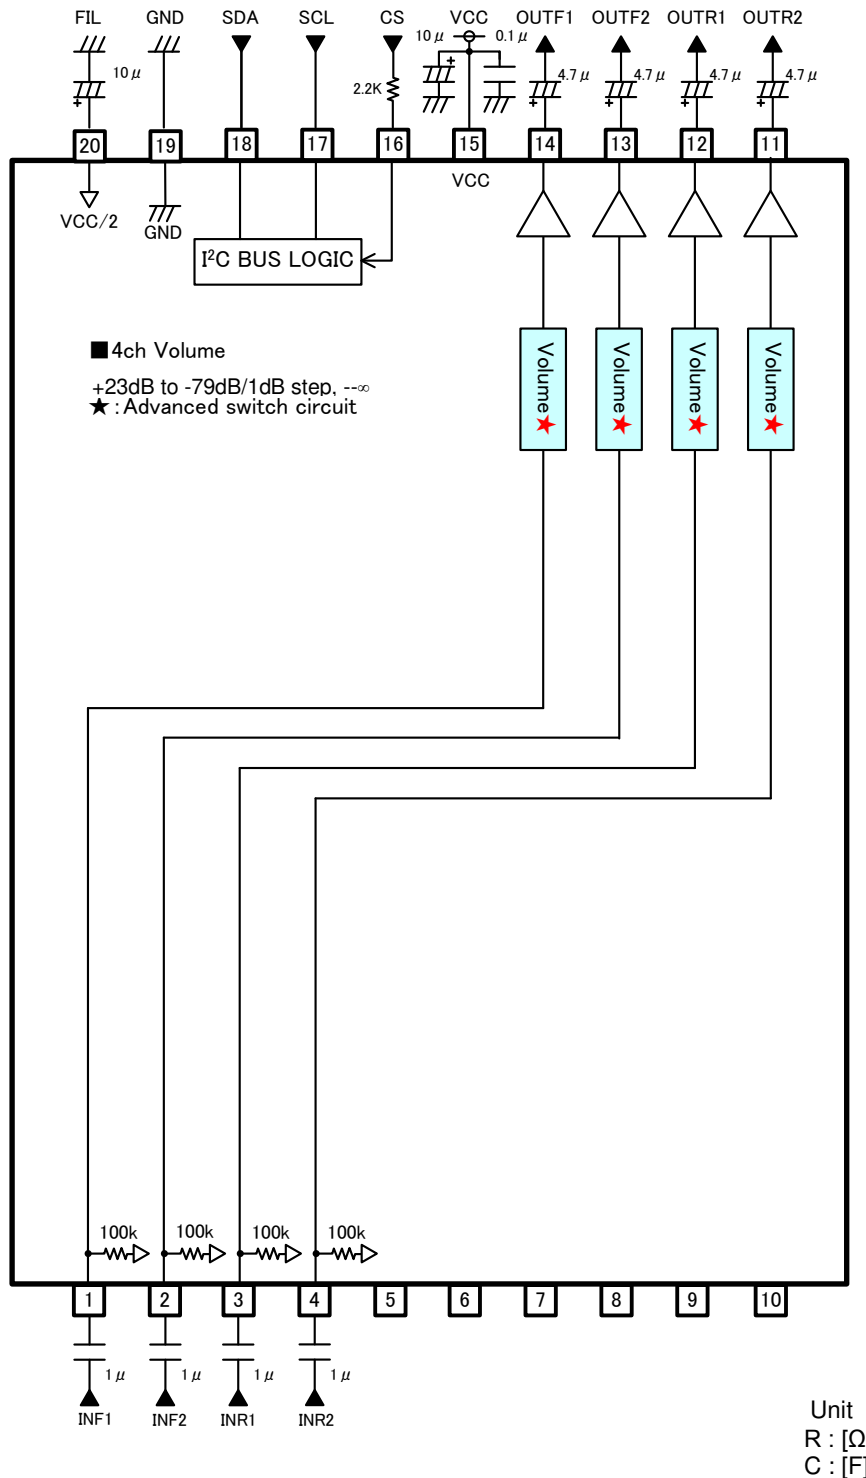 FIL GND SDA SCL CS VCC OUTF1 OUTF2 OUTR1 OUTR2
10μ 10μ 0.1μ
2.2K 4.7μ 4.7μ 4.7μ 4.7μ
+ + + + + +
20 19 18 17 16 15 14 13 12 11
VCC
VCC/2 GND
I²C BUS LOGIC
■4ch Volume
+23dB to -79dB/1dB step, --∞
★:Advanced switch circuit
Volume★ Volume★ Volume★ Volume★
100k 100k 100k 100k
1 2 3 4 5 6 7 8 9 10
1μ 1μ 1μ 1μ
INF1 INF2 INR1 INR2
Unit
R : [Ω
C : [F]